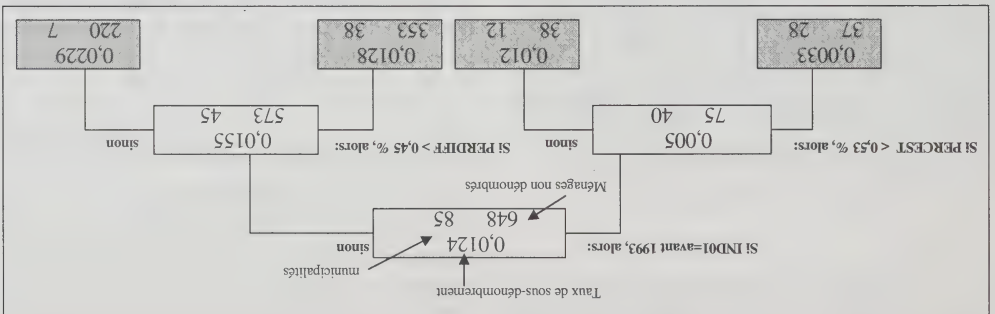 Taux de sous-dénombrement
municipalités
Si IND01=avant 1993, alors:
0,0124
sinon
648 85
Ménages non dénombrés
Si PERCEST < 0,53 %, alors:
0,005
75 40
sinon
Si PERDIFF > 0,45 %, alors:
0,0155
573 45
sinon
0,0033
37 28
0,012
38 12
0,0128
353 38
0,0229
220 7